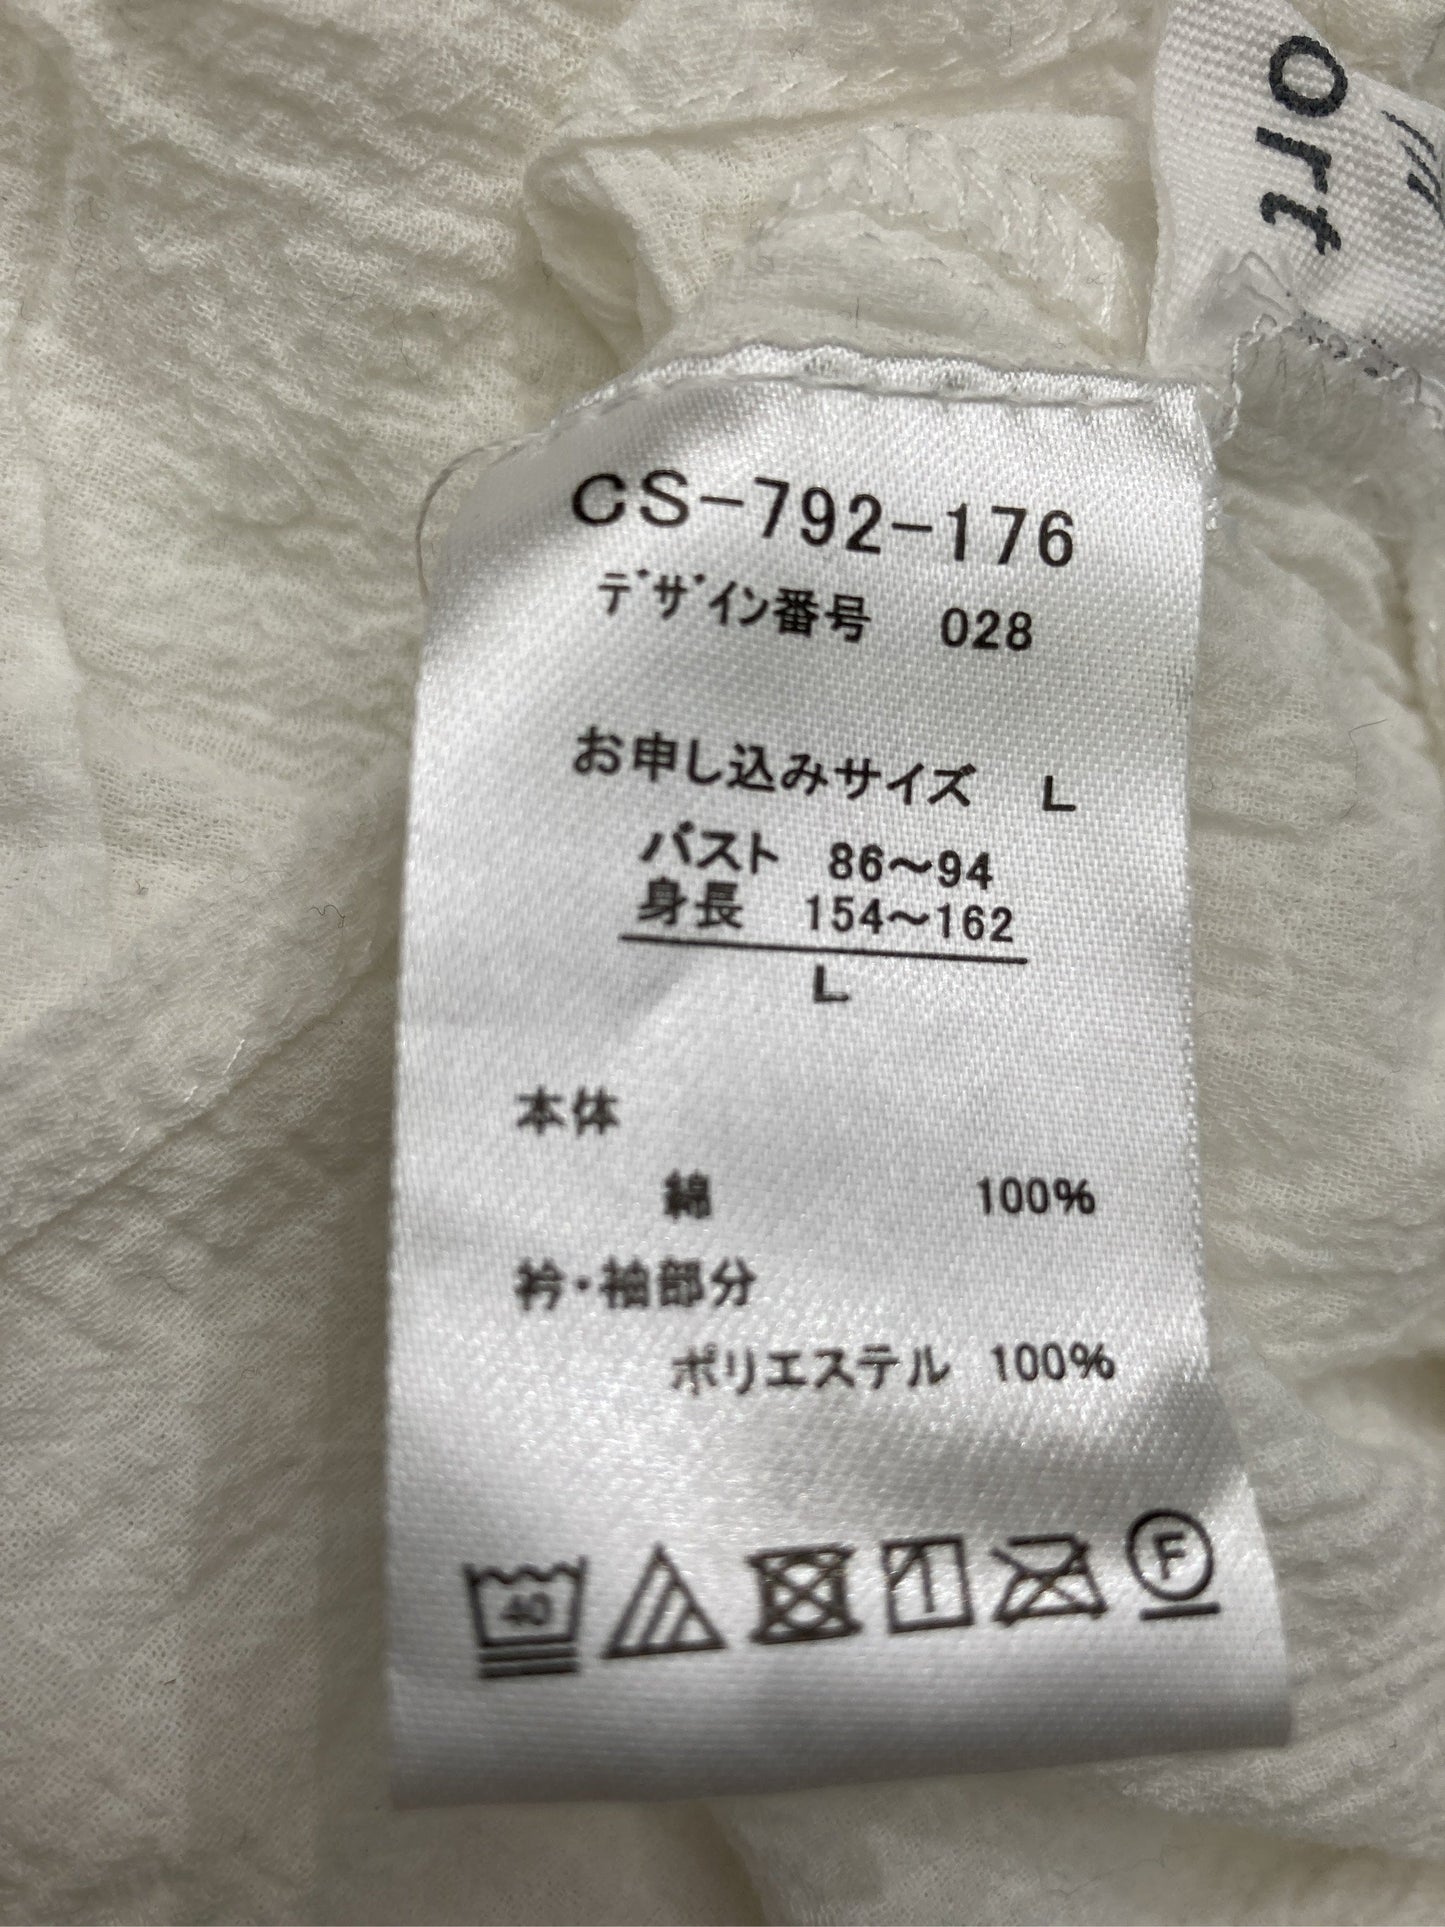 ort
CS-792-176
デザイン番号 028
お申し込みサイズ L
バスト 86～94
身長 154～162
L
本体
綿 100%
衿・袖部分
ポリエステル 100%
40
F